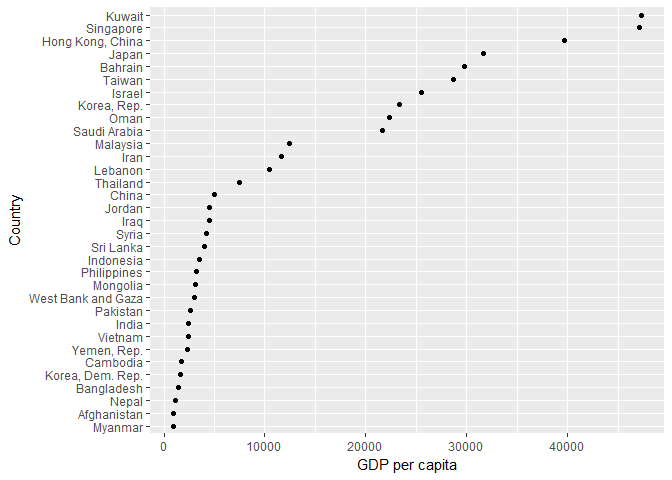 Kuwait
Singapore
Hong Kong, China
Japan
Bahrain
Taiwan
Israel
Korea, Rep.
Oman
Saudi Arabia
Malaysia
Iran
Lebanon
Thailand
China
Jordan
Iraq
Syria
Sri Lanka
Indonesia
Philippines
Mongolia
West Bank and Gaza
Pakistan
India
Vietnam
Yemen, Rep.
Cambodia
Korea, Dem. Rep.
Bangladesh
Nepal
Afghanistan
Myanmar
Country
0 10000 20000 30000 40000
GDP per capita